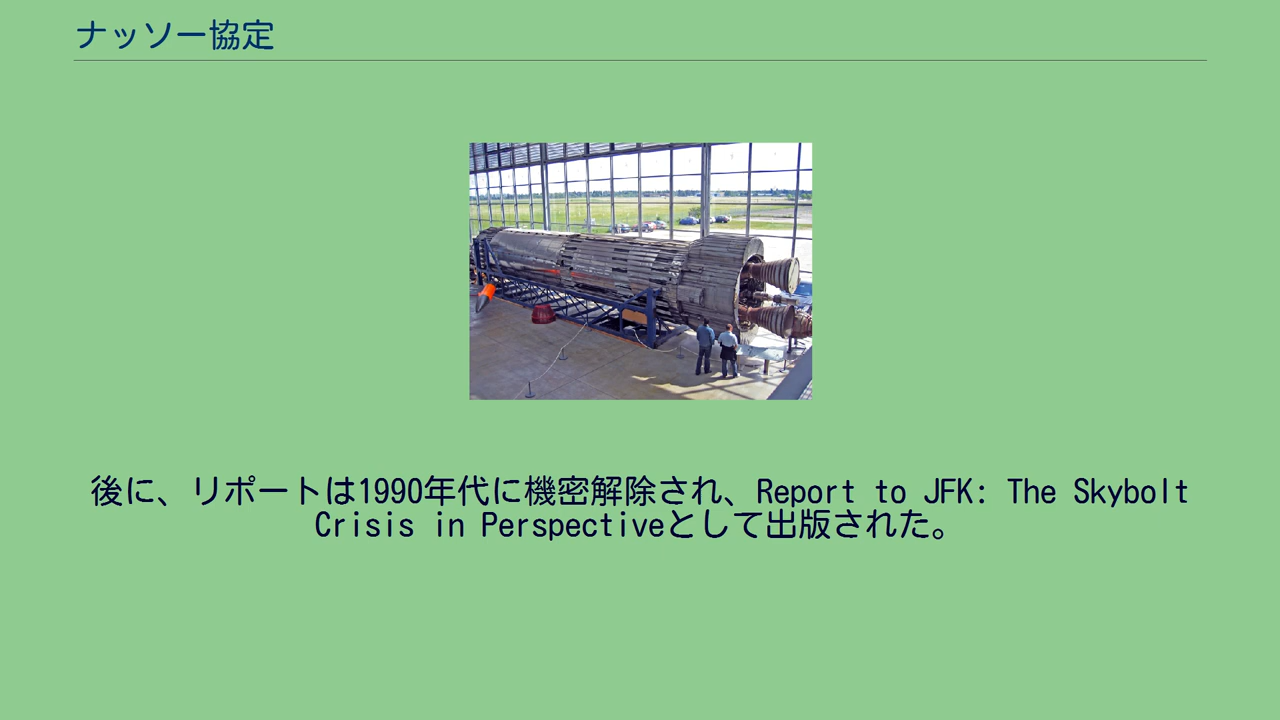 ナッソー協定
後に、リポートは1990年代に機密解除され、Report to JFK: The Skybolt
Crisis in Perspectiveとして出版された。